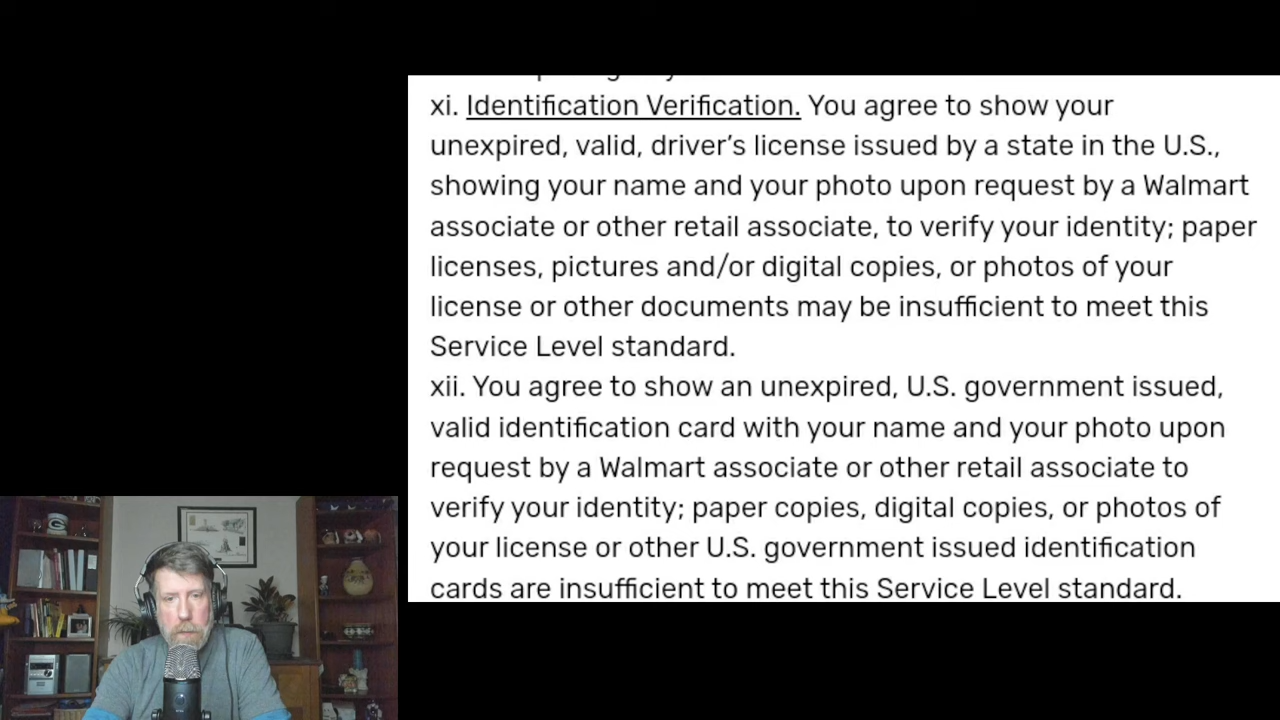 xi. Identification Verification. You agree to show your
unexpired, valid, driver’s license issued by a state in the U.S.,
showing your name and your photo upon request by a Walmart
associate or other retail associate, to verify your identity; paper
licenses, pictures and/or digital copies, or photos of your
license or other documents may be insufficient to meet this
Service Level standard.
xii. You agree to show an unexpired, U.S. government issued,
valid identification card with your name and your photo upon
request by a Walmart associate or other retail associate to
verify your identity; paper copies, digital copies, or photos of
your license or other U.S. government issued identification
cards are insufficient to meet this Service Level standard.